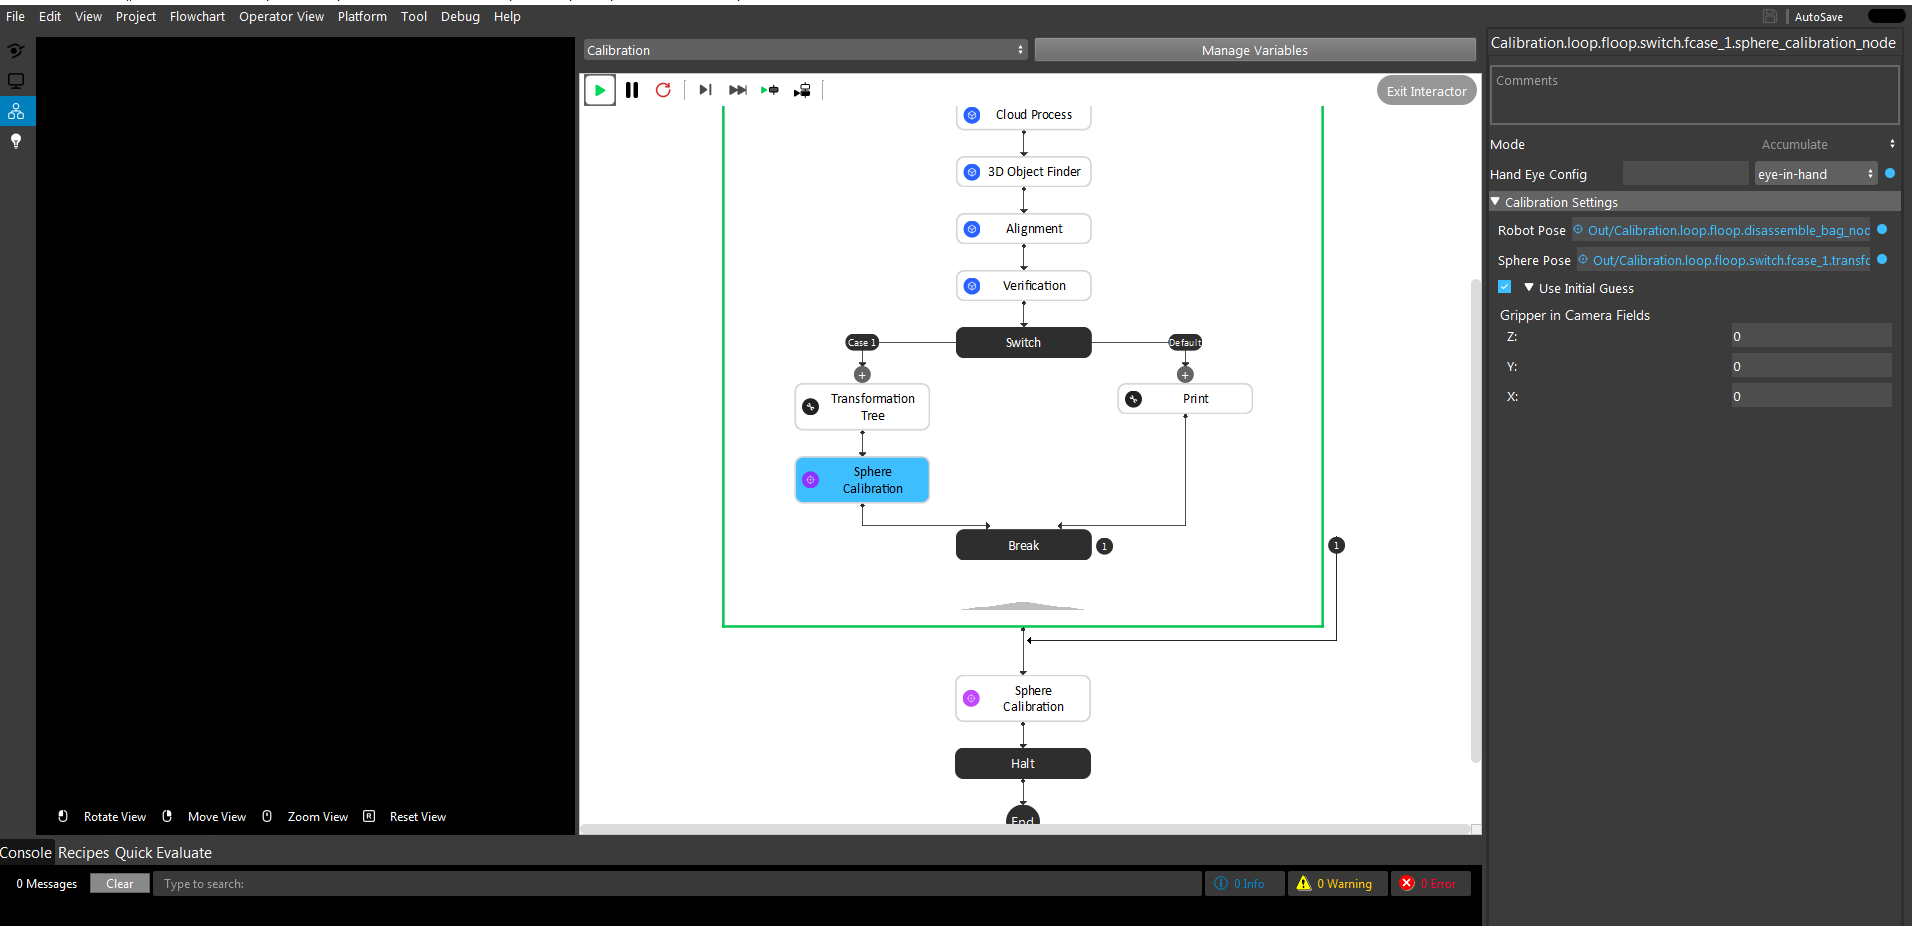 File Edit View Project Flowchart Operator View Platform Tool Debug Help
AutoSave
Calibration
Manage Variables
Exit Interactor
Cloud Process
3D Object Finder
Alignment
Verification
Switch
Case 1
Default
+
+
Transformation
Tree
Print
Sphere
Calibration
Break
1
1
Sphere
Calibration
Halt
End
Rotate View
Move View
Zoom View
R Reset View
Calibration.loop.floop.switch.fcase_1.sphere_calibration_node
Comments
Mode Accumulate
Hand Eye Config eye-in-hand
Calibration Settings
Robot Pose Out/Calibration.loop.floop.disassemble_bag_noc
Sphere Pose Out/Calibration.loop.floop.switch.fcase_1.transfc
Use Initial Guess
Gripper in Camera Fields
Z: 0
Y: 0
X: 0
Console Recipes Quick Evaluate
0 Messages Clear Type to search: 0 Info 0 Warning 0 Error